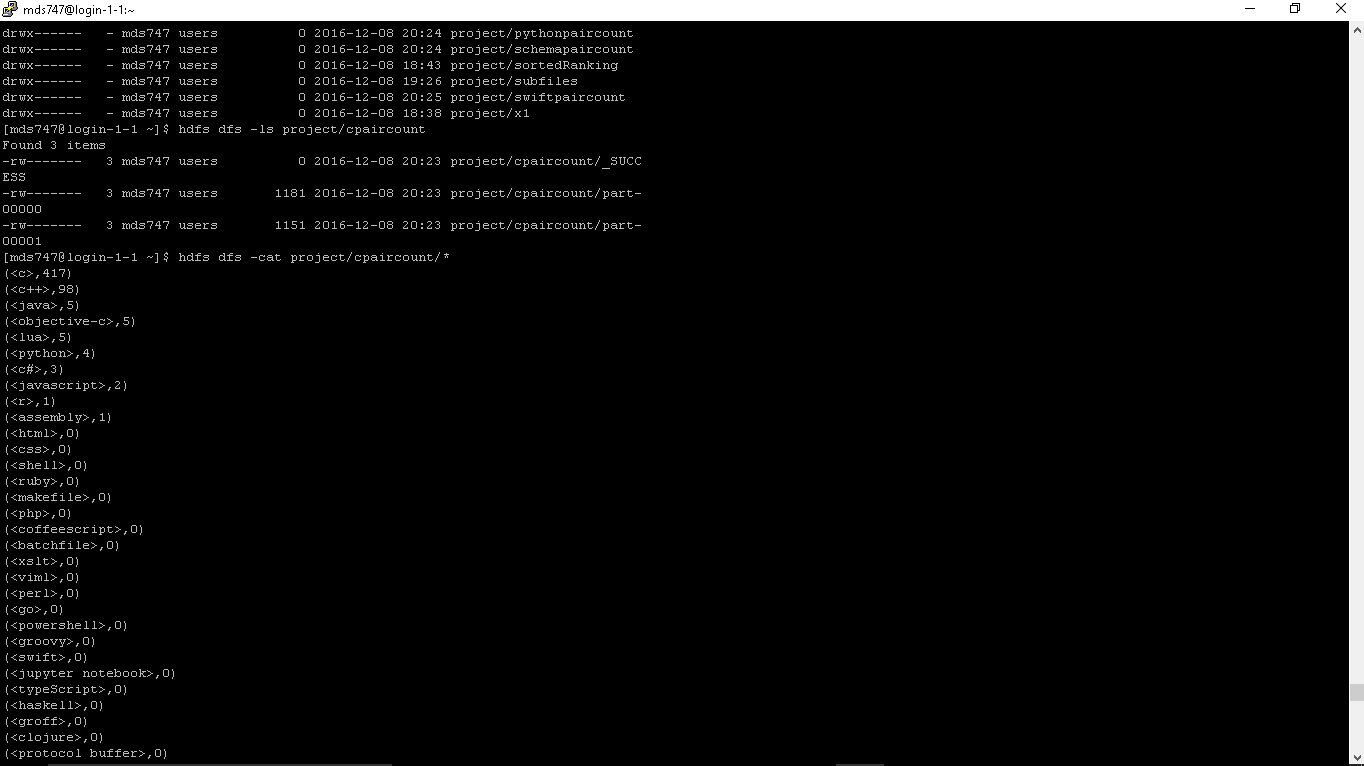 mds747@login-1-1:~
drwx------   - mds747 users          0 2016-12-08 20:24 project/pythonpaircount
drwx------   - mds747 users          0 2016-12-08 20:24 project/schemapaircount
drwx------   - mds747 users          0 2016-12-08 18:43 project/sortedRanking
drwx------   - mds747 users          0 2016-12-08 19:26 project/subfiles
drwx------   - mds747 users          0 2016-12-08 20:25 project/swiftpaircount
drwx------   - mds747 users          0 2016-12-08 18:38 project/x1
[mds747@login-1-1 ~]$ hdfs dfs -ls project/cpaircount
Found 3 items
-rw-------   3 mds747 users          0 2016-12-08 20:23 project/cpaircount/_SUCC
ESS
-rw-------   3 mds747 users       1181 2016-12-08 20:23 project/cpaircount/part-
00000
-rw-------   3 mds747 users       1151 2016-12-08 20:23 project/cpaircount/part-
00001
[mds747@login-1-1 ~]$ hdfs dfs -cat project/cpaircount/*
(<c>,417)
(<c++>,98)
(<java>,5)
(<objective-c>,5)
(<lua>,5)
(<python>,4)
(<c#>,3)
(<javascript>,2)
(<r>,1)
(<assembly>,1)
(<html>,0)
(<css>,0)
(<shell>,0)
(<ruby>,0)
(<makefile>,0)
(<php>,0)
(<coffeescript>,0)
(<batchfile>,0)
(<xslt>,0)
(<viml>,0)
(<perl>,0)
(<go>,0)
(<powershell>,0)
(<groovy>,0)
(<swift>,0)
(<jupyter notebook>,0)
(<typeScript>,0)
(<haskell>,0)
(<groff>,0)
(<clojure>,0)
(<protocol buffer>,0)